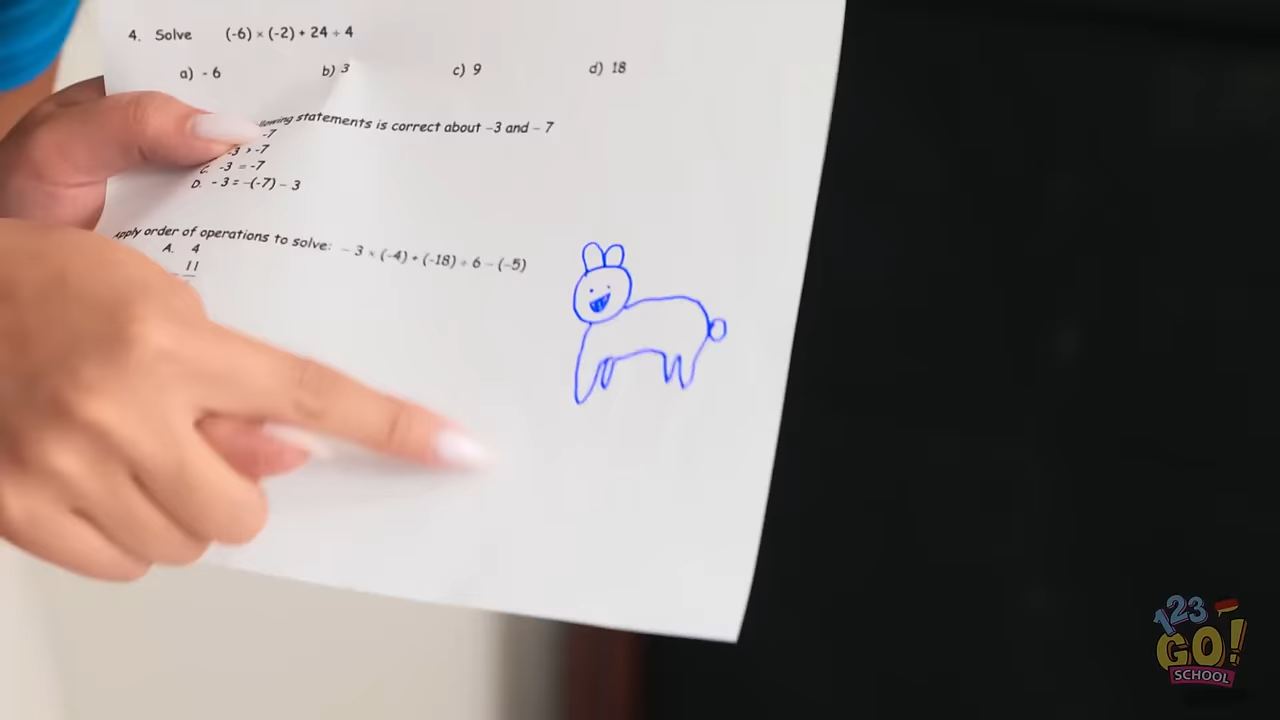 4. Solve (-6) × (-2) + 24 ÷ 4
a) - 6 b) 3 c) 9 d) 18
statements is correct about -3 and - 7
-7
-3 > -7
C. -3 = -7
D. - 3 = -(-7) - 3
Apply order of operations to solve: - 3 × (-4) + (-18) ÷ 6 - (-5)
A. 4
11
123
GO!
SCHOOL